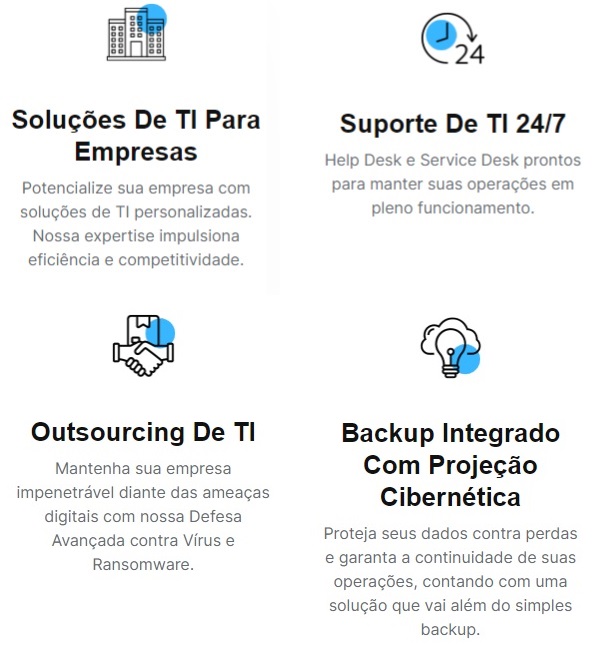 Soluções De TI Para
Empresas
Potencialize sua empresa com
soluções de TI personalizadas.
Nossa expertise impulsiona
eficiência e competitividade.
24
Suporte De TI 24/7
Help Desk e Service Desk prontos
para manter suas operações em
pleno funcionamento.
Outsourcing De TI
Mantenha sua empresa
impenetrável diante das ameaças
digitais com nossa Defesa
Avançada contra Vírus e
Ransomware.
Backup Integrado
Com Projeção
Cibernética
Proteja seus dados contra perdas
e garanta a continuidade de suas
operações, contando com uma
solução que vai além do simples
backup.